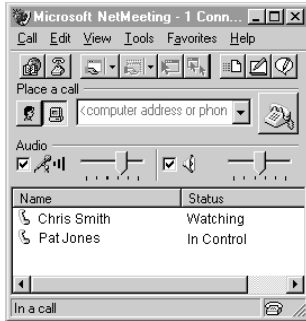 Microsoft NetMeeting - 1 Conn...
Call Edit View Tools Favorites Help
Place a call
<computer address or phon
Audio
Name Status
Chris Smith Watching
Pat Jones In Control
In a call